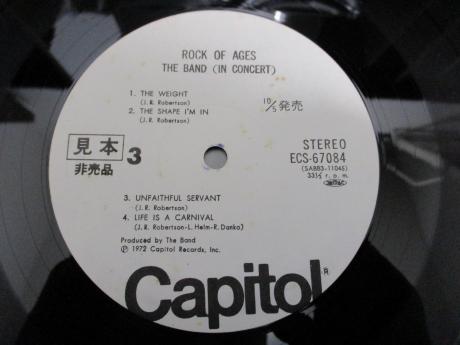 ROCK OF AGES
THE BAND (IN CONCERT)
1. THE WEIGHT
(J.R. Robertson)
2. THE SHAPE I'M IN
(J.R. Robertson)
10/5 発売
見本
非売品
3
STEREO
ECS-67084
(SABB3-11045)
33⅓ r.p.m.
3. UNFAITHFUL SERVANT
(J.R. Robertson)
4. LIFE IS A CARNIVAL
(J.R. Robertson-L. Helm-R. Danko)
Produced by The Band
Ⓟ 1972 Capitol Records, Inc.
Capitol®